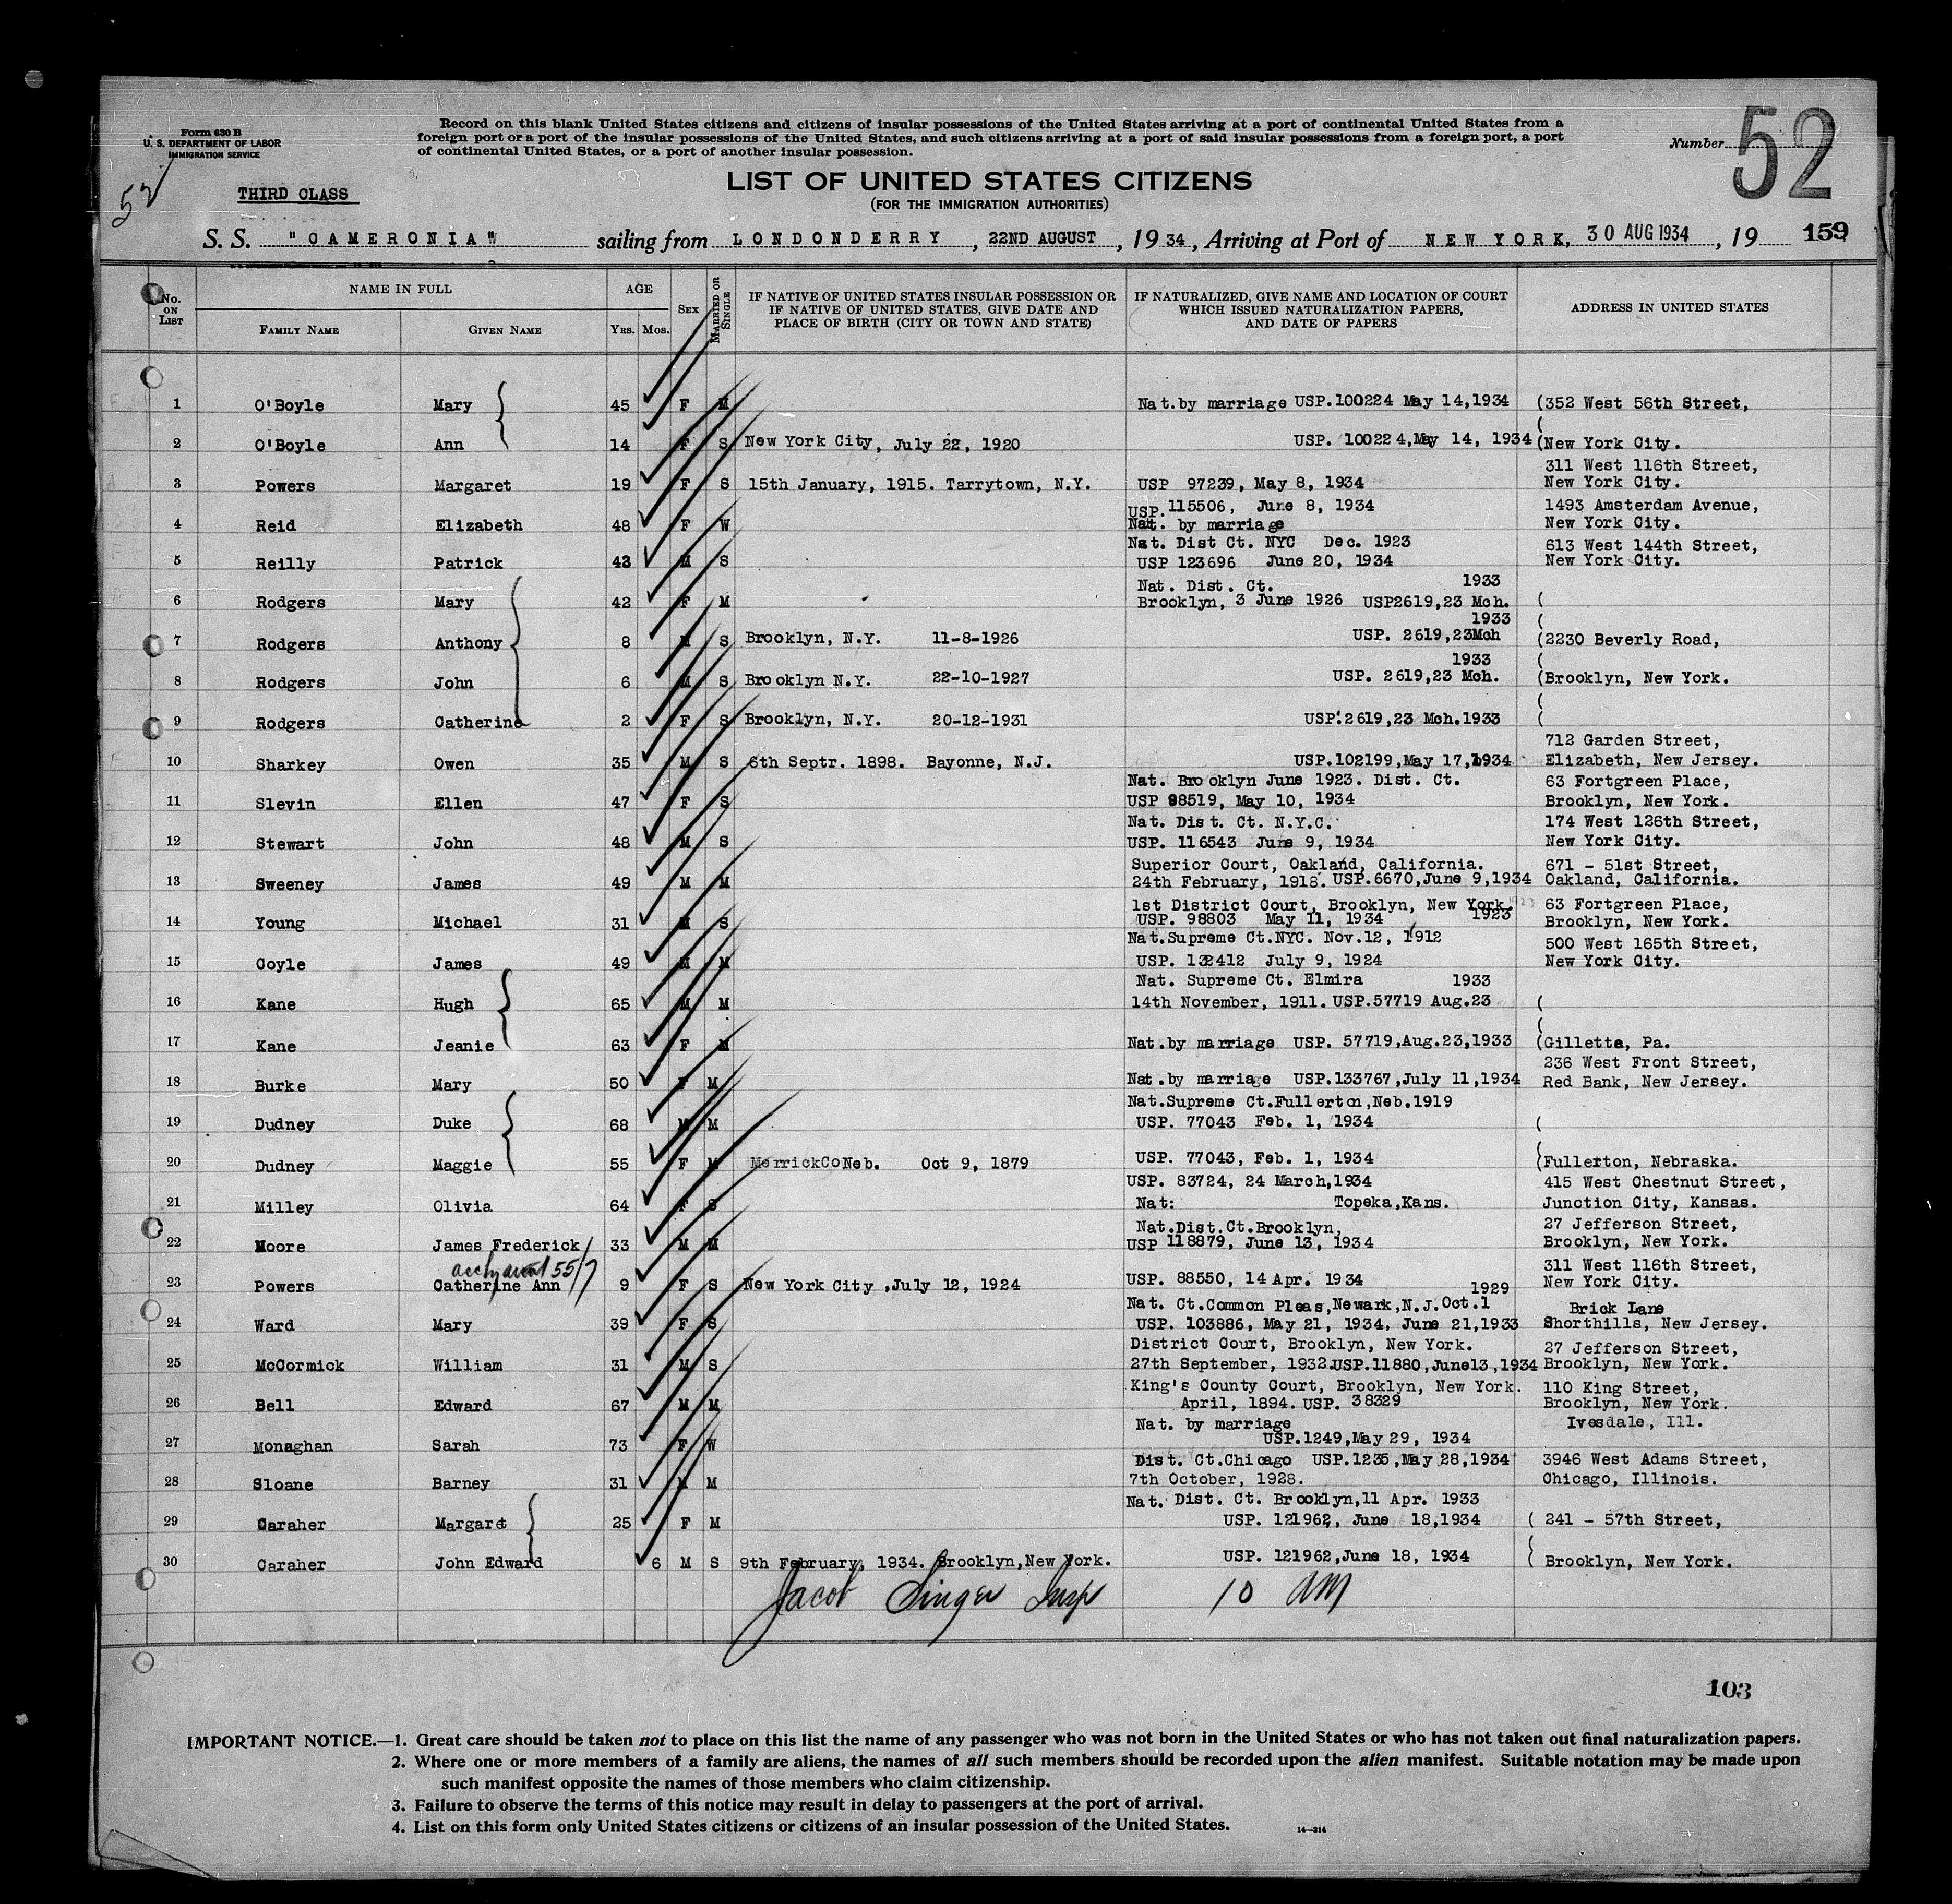 Form 630 B
U. S. DEPARTMENT OF LABOR
IMMIGRATION SERVICE
Record on this blank United States citizens and citizens of insular possessions of the United States arriving at a port of continental United States from a
foreign port or a port of the insular possessions of the United States, and such citizens arriving at a port of said insular possessions from a foreign port, a port
of continental United States, or a port of another insular possession.
Number 52
52
THIRD CLASS
LIST OF UNITED STATES CITIZENS
(FOR THE IMMIGRATION AUTHORITIES)
S. S. "CAMERONIA" sailing from LONDONDERRY, 22ND AUGUST, 1934, Arriving at Port of NEW YORK, 30 AUG 1934, 19 159
No. ON LIST
NAME IN FULL
FAMILY NAME GIVEN NAME
AGE
YRS. MOS.
SEX
MARRIED OR SINGLE
IF NATIVE OF UNITED STATES INSULAR POSSESSION OR
IF NATIVE OF UNITED STATES, GIVE DATE AND
PLACE OF BIRTH (CITY OR TOWN AND STATE)
IF NATURALIZED, GIVE NAME AND LOCATION OF COURT
WHICH ISSUED NATURALIZATION PAPERS,
AND DATE OF PAPERS
ADDRESS IN UNITED STATES
1 O'Boyle Mary 45 F M Nat.by marriage USP.100224 May 14,1934 (352 West 56th Street,
(
2 O'Boyle Ann 14 F S New York City, July 22, 1920 USP. 100224,May 14, 1934 (New York City.
311 West 116th Street,
3 Powers Margaret 19 F S 15th January, 1915. Tarrytown, N.Y. USP 97239, May 8, 1934 New York City.
USP. 115506, June 8, 1934 1493 Amsterdam Avenue,
4 Reid Elizabeth 48 F W Nat. by marriage New York City.
Nat. Dist Ct. NYC Dec. 1923 613 West 144th Street,
5 Reilly Patrick 43 M S USP 123696 June 20, 1934 New York City.
Nat. Dist. Ct. 1933
6 Rodgers Mary 42 F M Brooklyn, 3 June 1926 USP2619,23 Mch. (
1933 (
7 Rodgers Anthony 8 M S Brooklyn, N.Y. 11-8-1926 USP. 2619,23Mch (2230 Beverly Road,
1933 (
8 Rodgers John 6 M S Brooklyn N.Y. 22-10-1927 USP. 2619,23 Mch. (Brooklyn, New York.
(
9 Rodgers Catherine 2 F S Brooklyn, N.Y. 20-12-1931 USP.2619,23 Mch.1933 (
712 Garden Street,
10 Sharkey Owen 35 M S 6th Septr. 1898. Bayonne, N.J. USP.102199,May 17,1934 Elizabeth, New Jersey.
Nat. Brooklyn June 1923. Dist. Ct. 63 Fortgreen Place,
11 Slevin Ellen 47 F S USP 98519, May 10, 1934 Brooklyn, New York.
Nat. Dist. Ct. N.Y.C. 174 West 126th Street,
12 Stewart John 48 M S USP. 116543 June 9, 1934 New York City.
Superior Court, Oakland, California. 671 - 51st Street,
13 Sweeney James 49 M M 24th February, 1918. USP.6670,June 9,1934 Oakland, California.
1st District Court, Brooklyn, New York. 1923 63 Fortgreen Place,
14 Young Michael 31 M S USP. 98803 May 11, 1934 Brooklyn, New York.
Nat.Supreme Ct.NYC. Nov.12, 1912 500 West 165th Street,
15 Coyle James 49 M M USP. 132412 July 9, 1924 New York City.
Nat. Supreme Ct. Elmira 1933
16 Kane Hugh 65 M M 14th November, 1911. USP.57719 Aug.23 (
(
17 Kane Jeanie 63 F M Nat.by marriage USP. 57719,Aug.23,1933 (Gilletta, Pa.
236 West Front Street,
18 Burke Mary 50 F M Nat.by marriage USP.133767,July 11,1934 Red Bank, New Jersey.
Nat.Supreme Ct.Fullerton,Neb.1919
19 Dudney Duke 68 M M USP. 77043 Feb. 1, 1934 (
(
20 Dudney Maggie 55 F M MerrickCoNeb. Oct 9, 1879 USP. 77043, Feb. 1, 1934 (Fullerton, Nebraska.
USP. 83724, 24 March,1934 415 West Chestnut Street,
21 Milley Olivia 64 F S Nat: Topeka,Kans. Junction City, Kansas.
Nat.Dist.Ct.Brooklyn, 27 Jefferson Street,
22 Moore James Frederick 33 M M USP 118879, June 13, 1934 Brooklyn, New York.
55/7 311 West 116th Street,
23 Powers Catherine Ann 9 F S New York City ,July 12, 1924 USP. 88550, 14 Apr. 1934 New York City.
1929
Nat. Ct.Common Pleas,Newark,N.J.Oct.1 Brick Lane
24 Ward Mary 39 F S USP. 103886, May 21, 1934, June 21,1933 Shorthills, New Jersey.
District Court, Brooklyn, New York. 27 Jefferson Street,
25 McCormick William 31 M S 27th September, 1932.USP.11880,June13,1934 Brooklyn, New York.
King's County Court, Brooklyn, New York. 110 King Street,
26 Bell Edward 67 M M April, 1894. USP. 38329 Brooklyn, New York.
Nat. by marriage Ivesdale, Ill.
27 Monaghan Sarah 73 F W USP.1249,May 29, 1934
Dist. Ct.Chicago USP.1235,May 28,1934 3946 West Adams Street,
28 Sloane Barney 31 M M 7th October, 1928. Chicago, Illinois.
Nat. Dist. Ct. Brooklyn,11 Apr. 1933
29 Caraher Margaret 25 F M USP. 121962, June 18,1934 ( 241 - 57th Street,
(
30 Caraher John Edward 6 M S 9th February, 1934. Brooklyn,New York. USP. 121962,June 18, 1934 ( Brooklyn, New York.
Jacob Singer Insp 10 AM
103
IMPORTANT NOTICE.—1. Great care should be taken not to place on this list the name of any passenger who was not born in the United States or who has not taken out final naturalization papers.
2. Where one or more members of a family are aliens, the names of all such members should be recorded upon the alien manifest. Suitable notation may be made upon
such manifest opposite the names of those members who claim citizenship.
3. Failure to observe the terms of this notice may result in delay to passengers at the port of arrival.
4. List on this form only United States citizens or citizens of an insular possession of the United States.
14—214